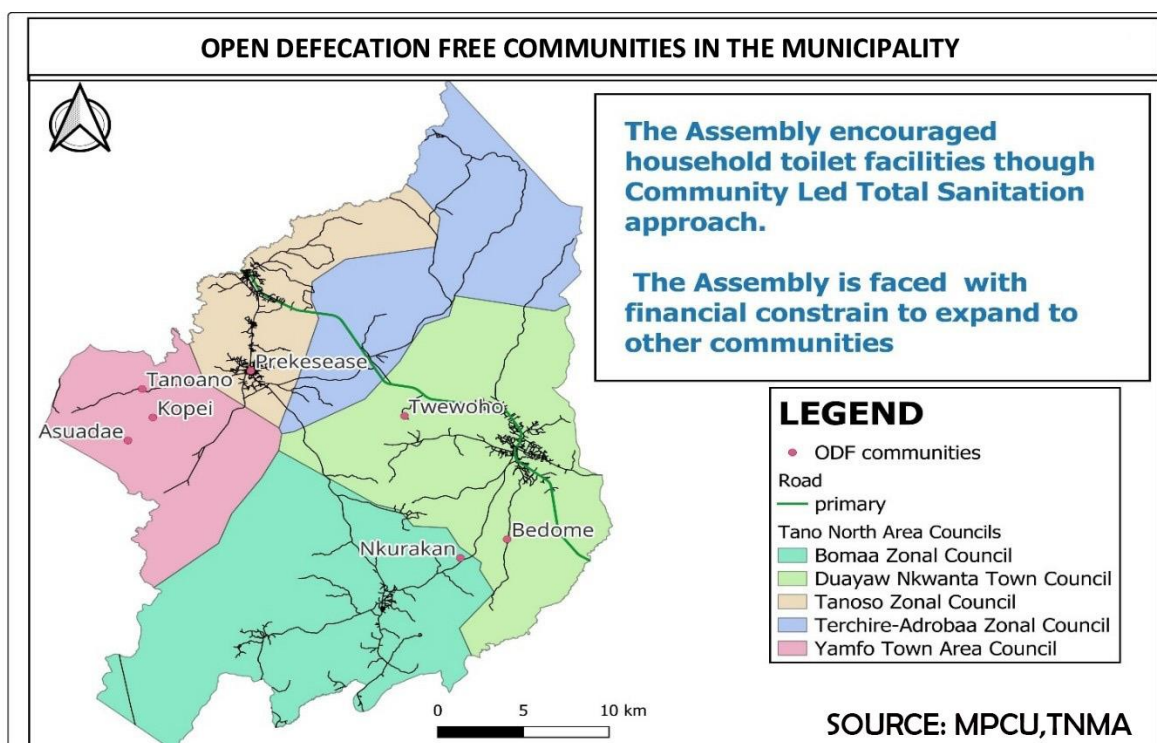 OPEN DEFECATION FREE COMMUNITIES IN THE MUNICIPALITY
The Assembly encouraged
household toilet facilities though
Community Led Total Sanitation
approach.
The Assembly is faced with
financial constrain to expand to
other communities
Prekesease
Tanoano
Kopei
Asuadae
Twewoho
Bedome
Nkurakan
LEGEND
ODF communities
Road
primary
Tano North Area Councils
Bomaa Zonal Council
Duayaw Nkwanta Town Council
Tanoso Zonal Council
Terchire-Adrobaa Zonal Council
Yamfo Town Area Council
0 5 10 km
SOURCE: MPCU,TNMA